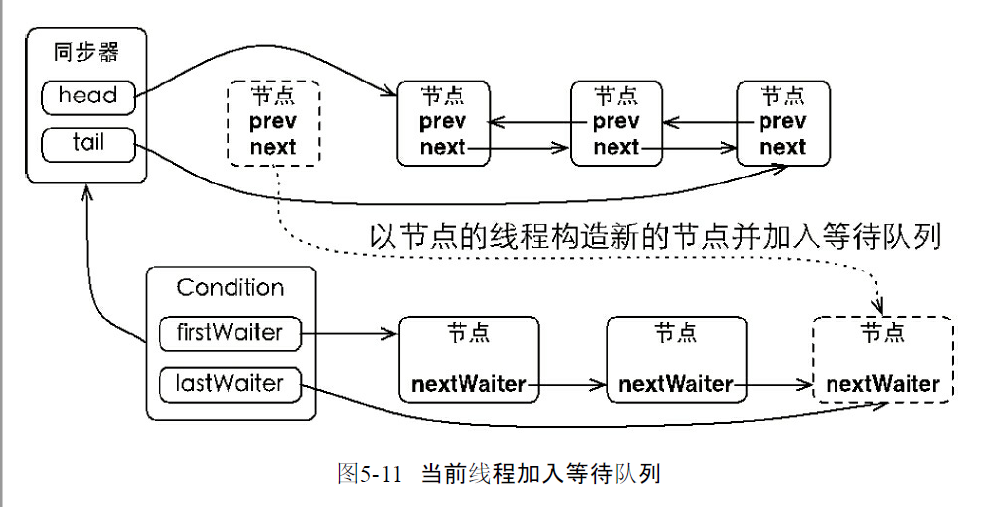 同步器
head
tail
节点
prev
next
节点
prev
next
节点
prev
next
节点
prev
next
以节点的线程构造新的节点并加入等待队列
Condition
firstWaiter
lastWaiter
节点
nextWaiter
节点
nextWaiter
节点
nextWaiter
图5-11 当前线程加入等待队列